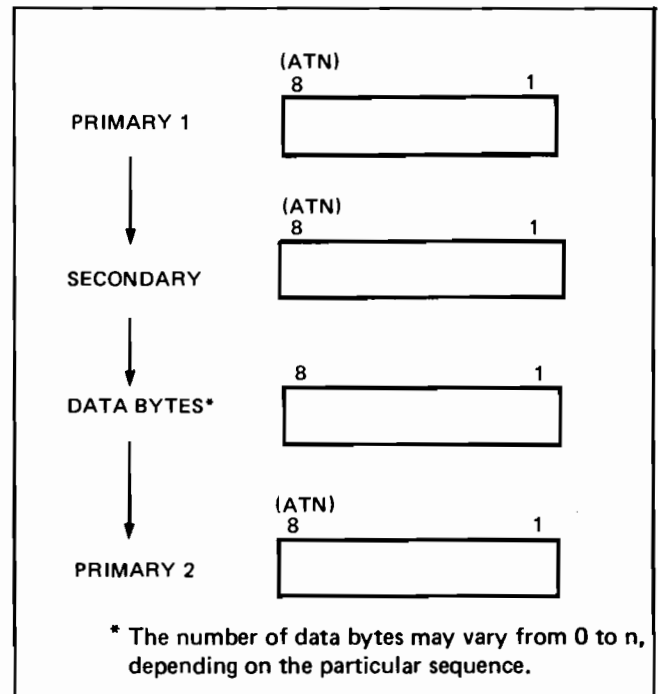 (ATN)
8 1
PRIMARY 1
(ATN)
8 1
SECONDARY
8 1
DATA BYTES*
(ATN)
8 1
PRIMARY 2
* The number of data bytes may vary from 0 to n,
depending on the particular sequence.